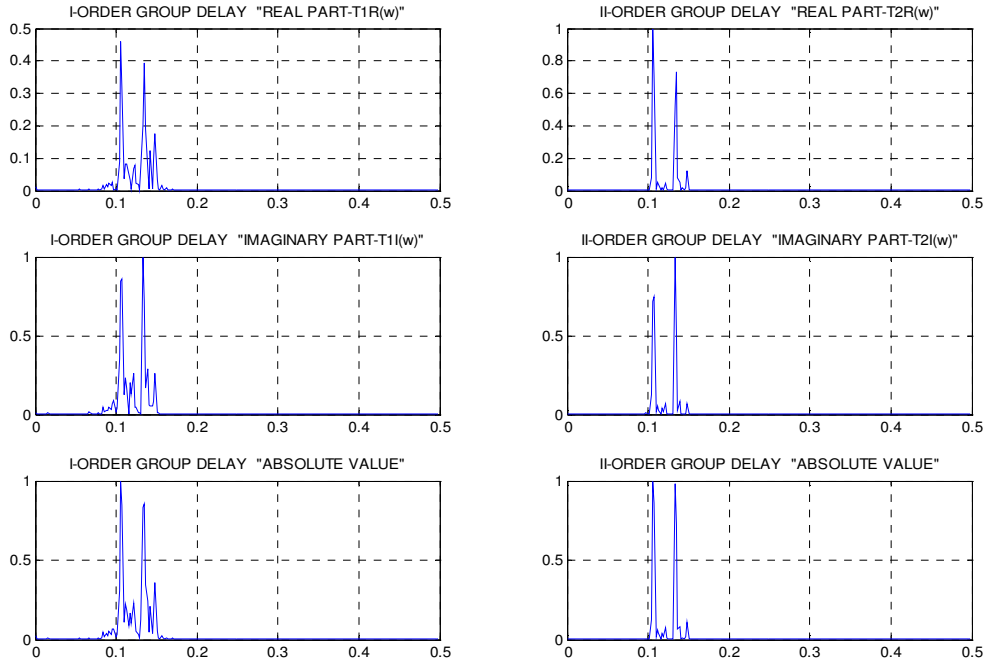 I-ORDER GROUP DELAY "REAL PART-T1R(w)"
0.5
0.4
0.3
0.2
0.1
0
0 0.1 0.2 0.3 0.4 0.5
II-ORDER GROUP DELAY "REAL PART-T2R(w)"
1
0.8
0.6
0.4
0.2
0
0 0.1 0.2 0.3 0.4 0.5
I-ORDER GROUP DELAY "IMAGINARY PART-T1I(w)"
1
0.5
0
0 0.1 0.2 0.3 0.4 0.5
II-ORDER GROUP DELAY "IMAGINARY PART-T2I(w)"
1
0.5
0
0 0.1 0.2 0.3 0.4 0.5
I-ORDER GROUP DELAY "ABSOLUTE VALUE"
1
0.5
0
0 0.1 0.2 0.3 0.4 0.5
II-ORDER GROUP DELAY "ABSOLUTE VALUE"
1
0.5
0
0 0.1 0.2 0.3 0.4 0.5